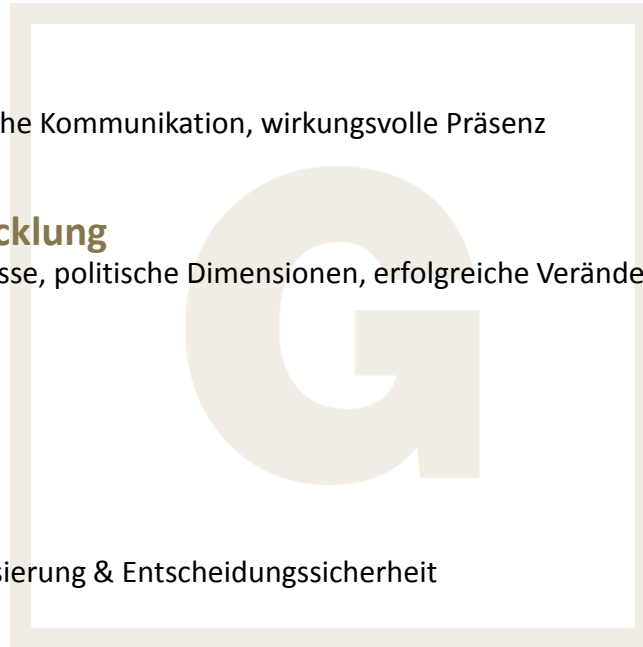 he Kommunikation, wirkungsvolle Präsenz
cklung
sse, politische Dimensionen, erfolgreiche Verände
G
sierung & Entscheidungssicherheit